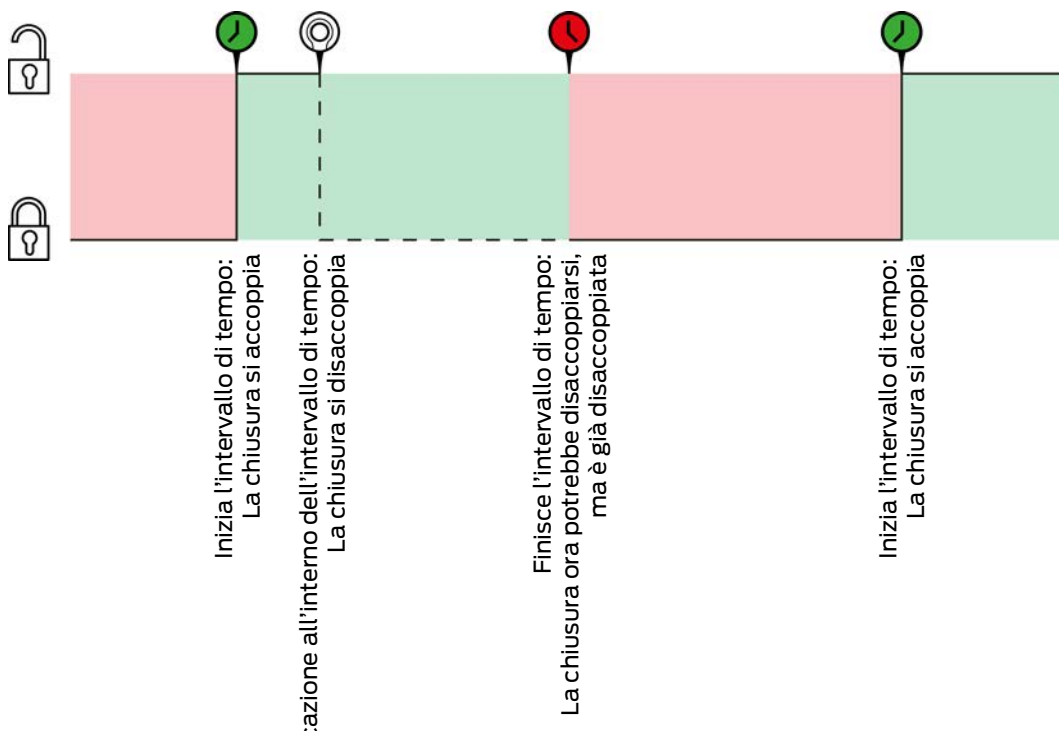 Inizia l'intervallo di tempo:
La chiusura si accoppia
all'interno dell'intervallo di tempo:
La chiusura si disaccoppia
Finisce l'intervallo di tempo:
La chiusura ora potrebbe disaccoppiarsi,
ma è già disaccoppiata
Inizia l'intervallo di tempo:
La chiusura si accoppia